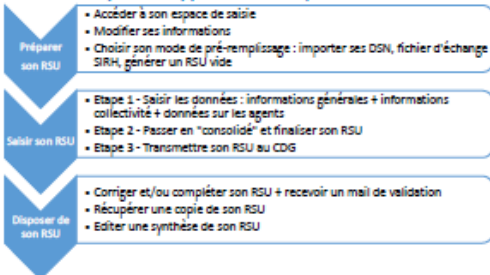 Préparer
son RSU
• Accéder à son espace de saisie
• Modifier ses informations
• Choisir son mode de pré-remplissage : importer ses DSN, fichier d'échange
SIRH, générer un RSU vide
Saisir son RSU
• Etape 1 - Saisir les données : informations générales + informations
collectivité + données sur les agents
• Etape 2 - Passer en "consolidé" et finaliser son RSU
• Etape 3 - Transmettre son RSU au CDG
Disposer de
son RSU
• Corriger et/ou compléter son RSU + recevoir un mail de validation
• Récupérer une copie de son RSU
• Editer une synthèse de son RSU